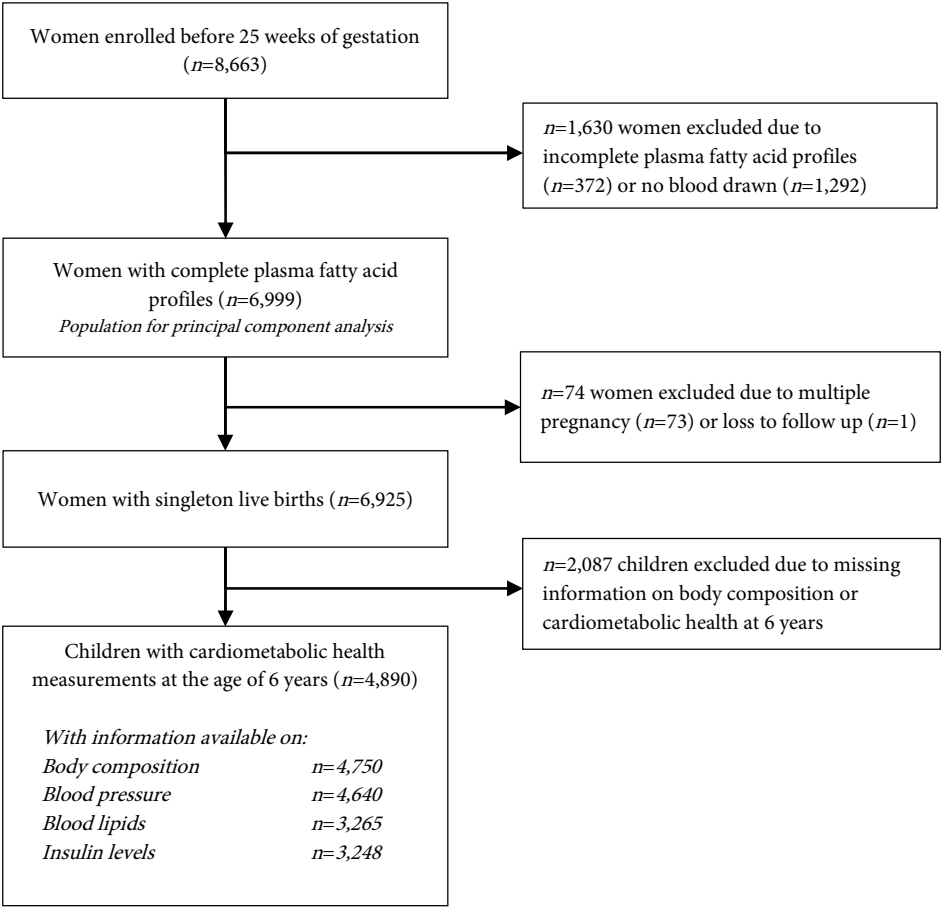 Women enrolled before 25 weeks of gestation
(n=8,663)
n=1,630 women excluded due to
incomplete plasma fatty acid profiles
(n=372) or no blood drawn (n=1,292)
Women with complete plasma fatty acid
profiles (n=6,999)
Population for principal component analysis
n=74 women excluded due to multiple
pregnancy (n=73) or loss to follow up (n=1)
Women with singleton live births (n=6,925)
n=2,087 children excluded due to missing
information on body composition or
cardiometabolic health at 6 years
Children with cardiometabolic health
measurements at the age of 6 years (n=4,890)
With information available on:
Body composition n=4,750
Blood pressure n=4,640
Blood lipids n=3,265
Insulin levels n=3,248